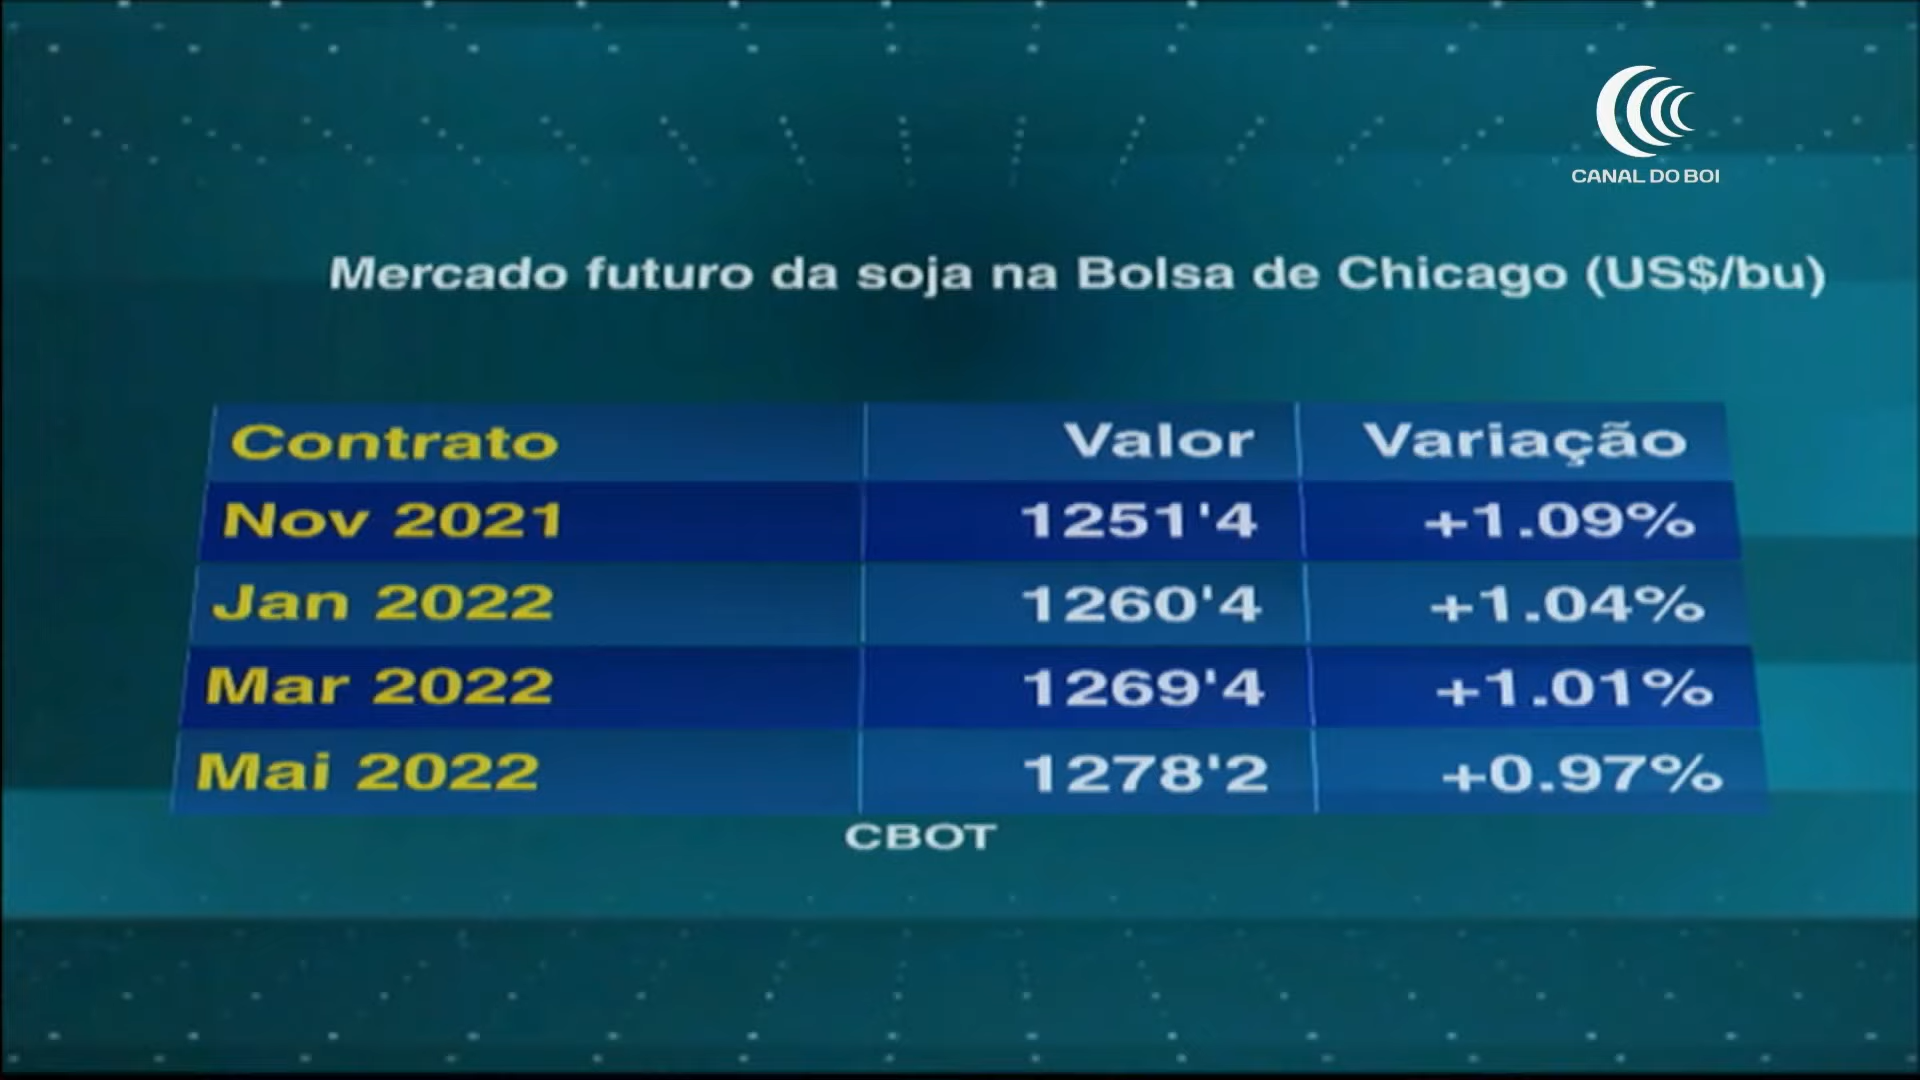 CANAL DO BOI
Mercado futuro da soja na Bolsa de Chicago (US$/bu)
Contrato Valor Variação
Nov 2021 1251'4 +1.09%
Jan 2022 1260'4 +1.04%
Mar 2022 1269'4 +1.01%
Mai 2022 1278'2 +0.97%
CBOT